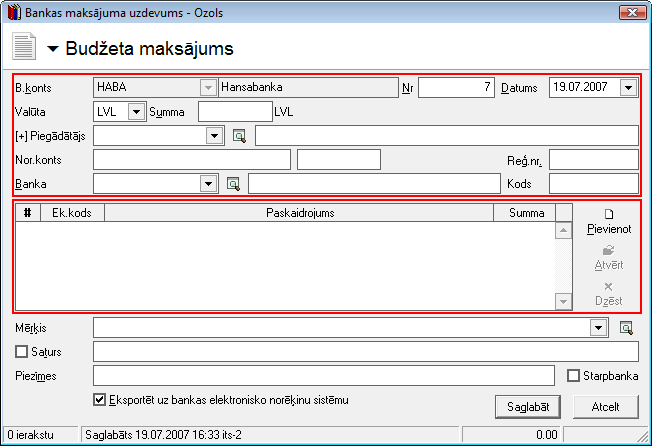 Bankas maksājuma uzdevums - Ozols
Budžeta maksājums
B.konts HABA Hansabanka Nr 7 Datums 19.07.2007
Valūta LVL Summa LVL
[+] Piegādātājs
Nor.konts Reģ.nr.
Banka Kods
# Ek.kods Paskaidrojums Summa
Pievienot
Atvērt
Dzēst
Mērķis
Saturs
Piezīmes Starpbanka
Eksportēt uz bankas elektronisko norēķinu sistēmu
Saglabāt Atcelt
0 ierakstu Saglabāts 19.07.2007 16:33 its-2 0.00